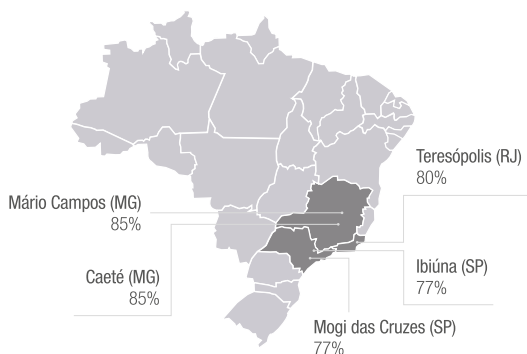 Teresópolis (RJ)
80%
Mário Campos (MG)
85%
Caeté (MG)
85%
Ibiúna (SP)
77%
Mogi das Cruzes (SP)
77%